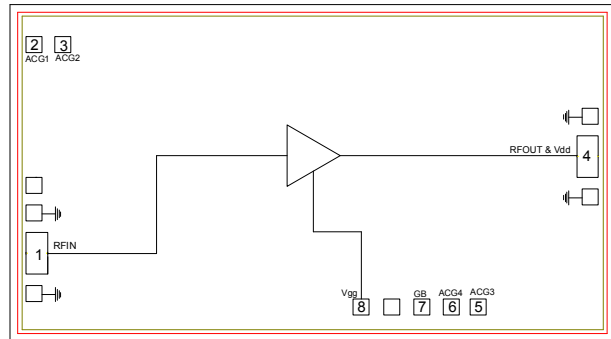 2 3
ACG1 ACG2
RFOUT & Vdd 4
1 RFIN
Vgg GB ACG4 ACG3
8 7 6 5